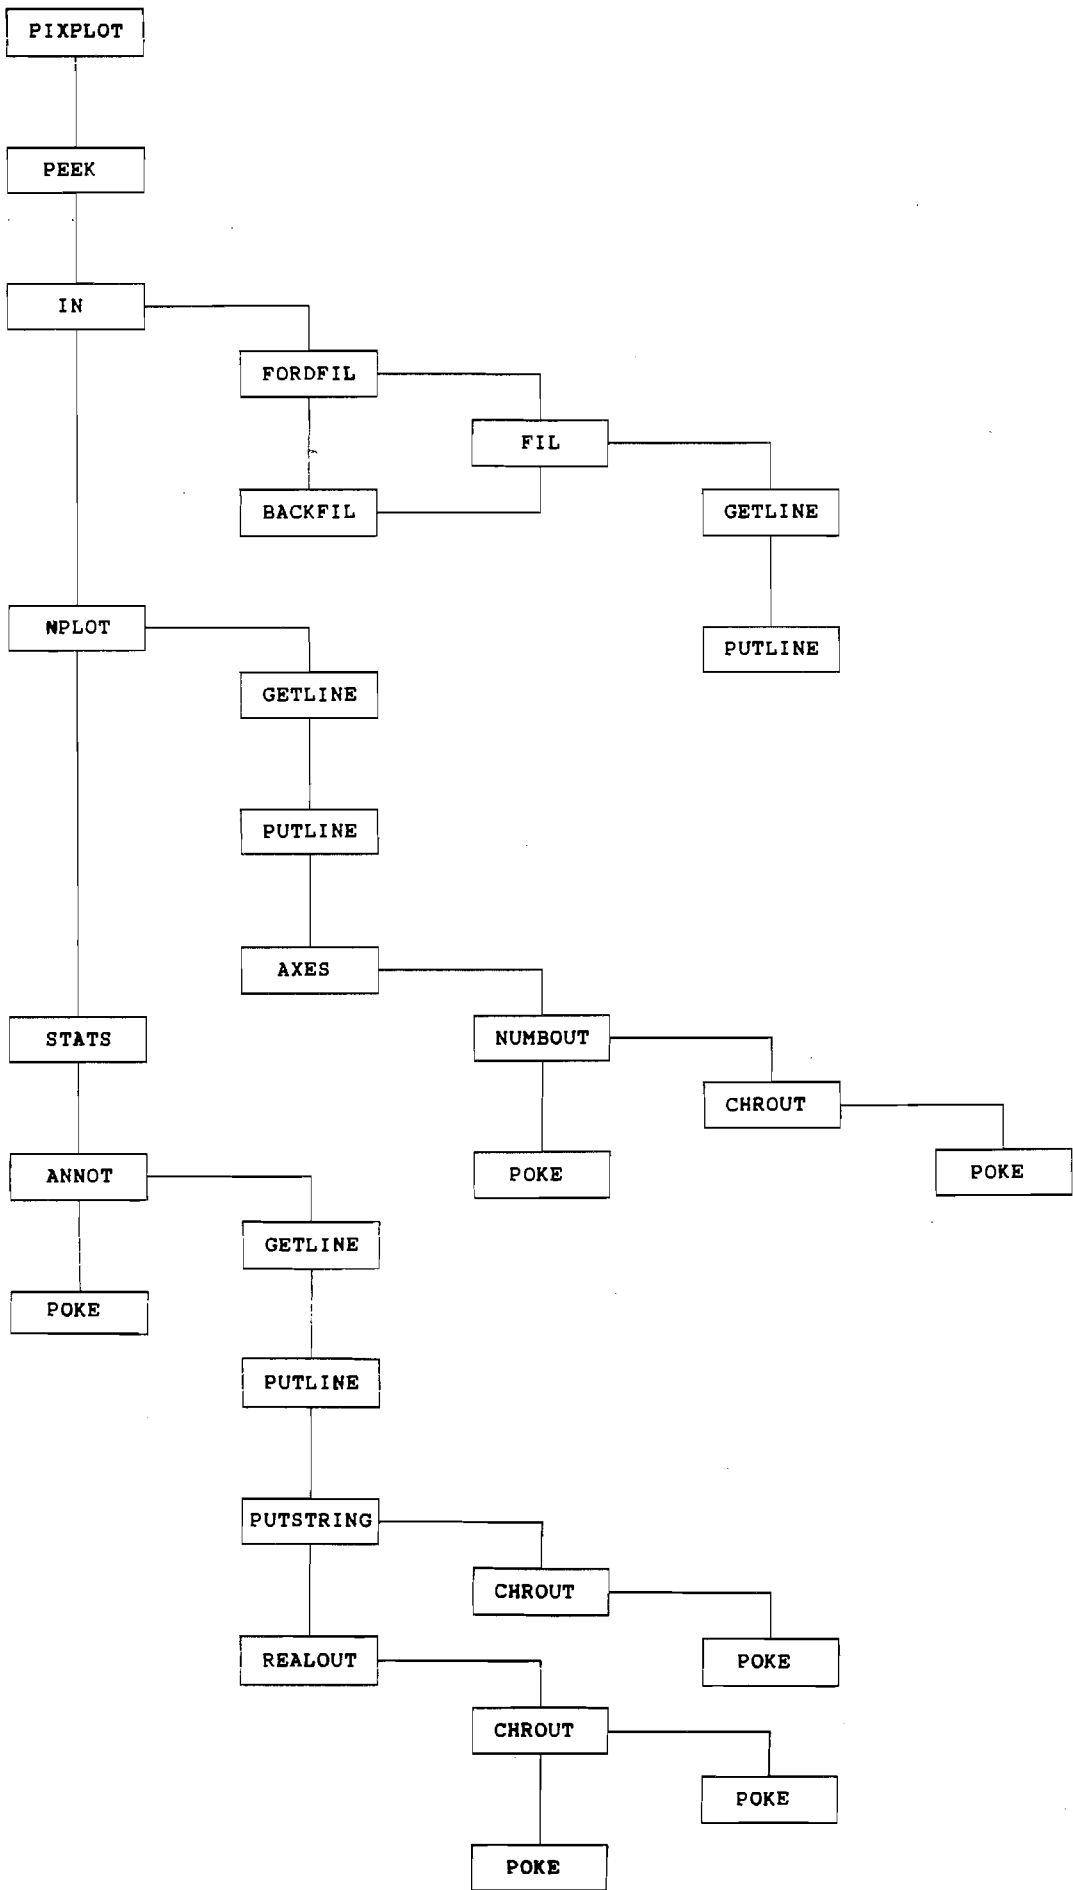 PIXPLOT
PEEK
IN
FORDFIL
FIL
BACKFIL
GETLINE
NPLOT
PUTLINE
GETLINE
PUTLINE
AXES
STATS
NUMBOUT
CHROUT
ANNOT
POKE
POKE
GETLINE
POKE
PUTLINE
PUTSTRING
CHROUT
REALOUT
POKE
CHROUT
POKE
POKE